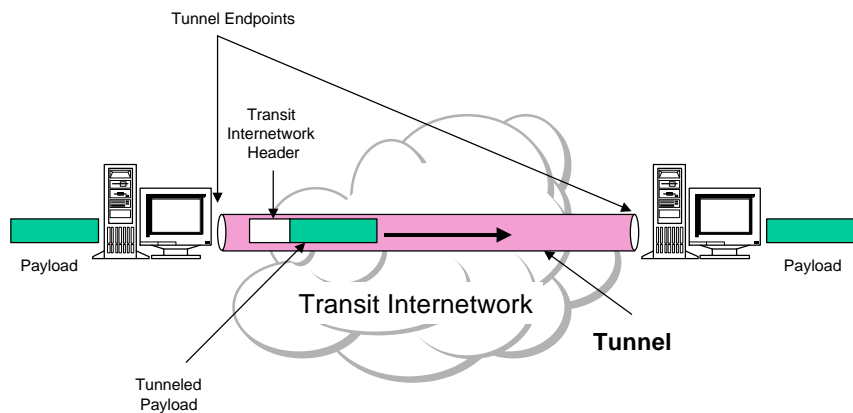 Tunnel Endpoints
Transit
Internetwork
Header
Payload
Payload
Transit Internetwork
Tunnel
Tunneled
Payload